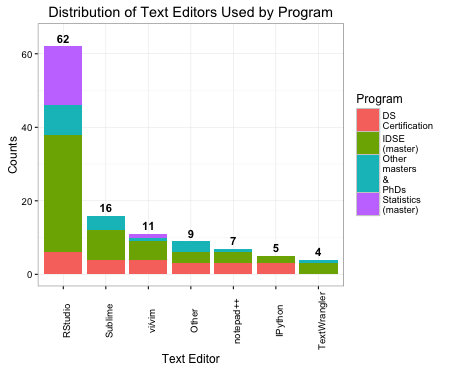 Distribution of Text Editors Used by Program
62
16
11
9
7
5
4
60
40
20
0
Counts
RStudio
Sublime
vi/vim
Other
notepad++
IPython
TextWrangler
Text Editor
Program
DS
Certification
IDSE
(master)
Other
masters
&
PhDs
Statistics
(master)